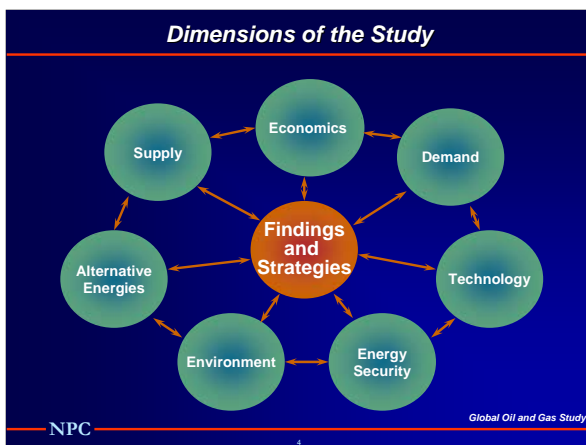 Dimensions of the Study
Economics
Supply
Demand
Findings
and
Strategies
Alternative
Energies
Technology
Environment
Energy
Security
Global Oil and Gas Study
NPC
4